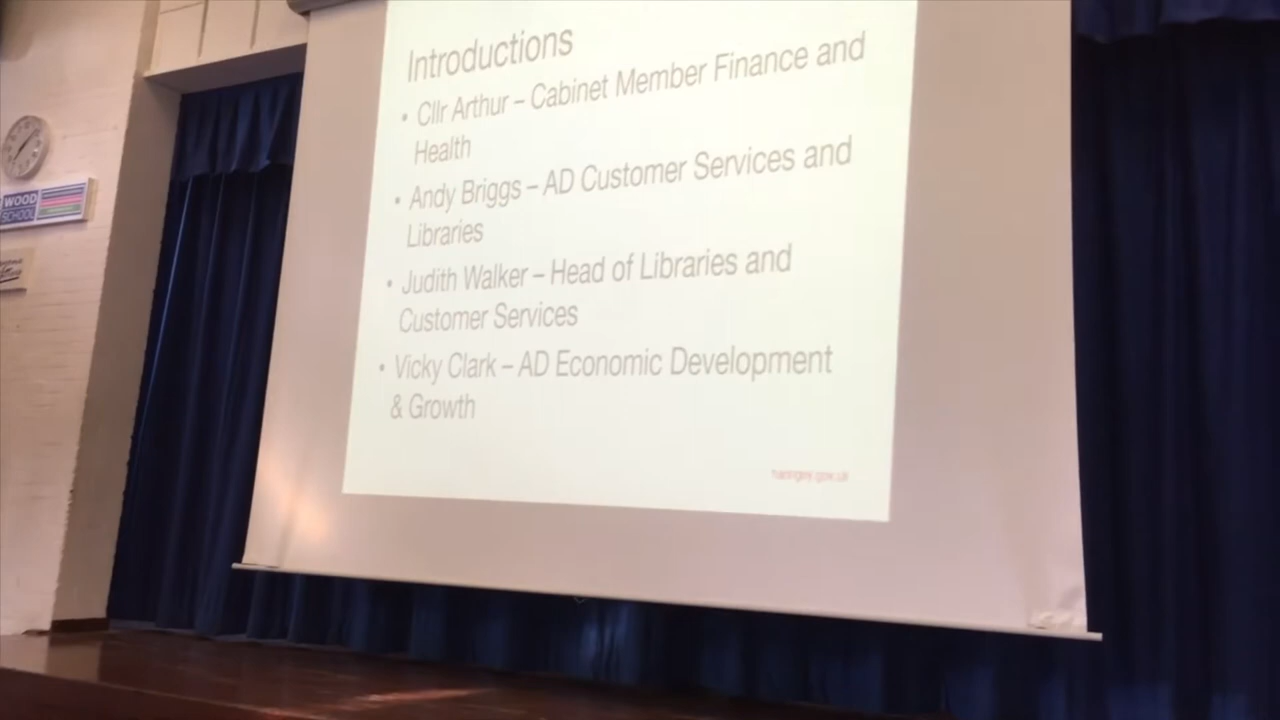 Introductions
• Cllr Arthur – Cabinet Member Finance and
Health
• Andy Briggs – AD Customer Services and
Libraries
• Judith Walker – Head of Libraries and
Customer Services
• Vicky Clark – AD Economic Development
& Growth
haringey.gov.uk
WOOD
SCHOOL